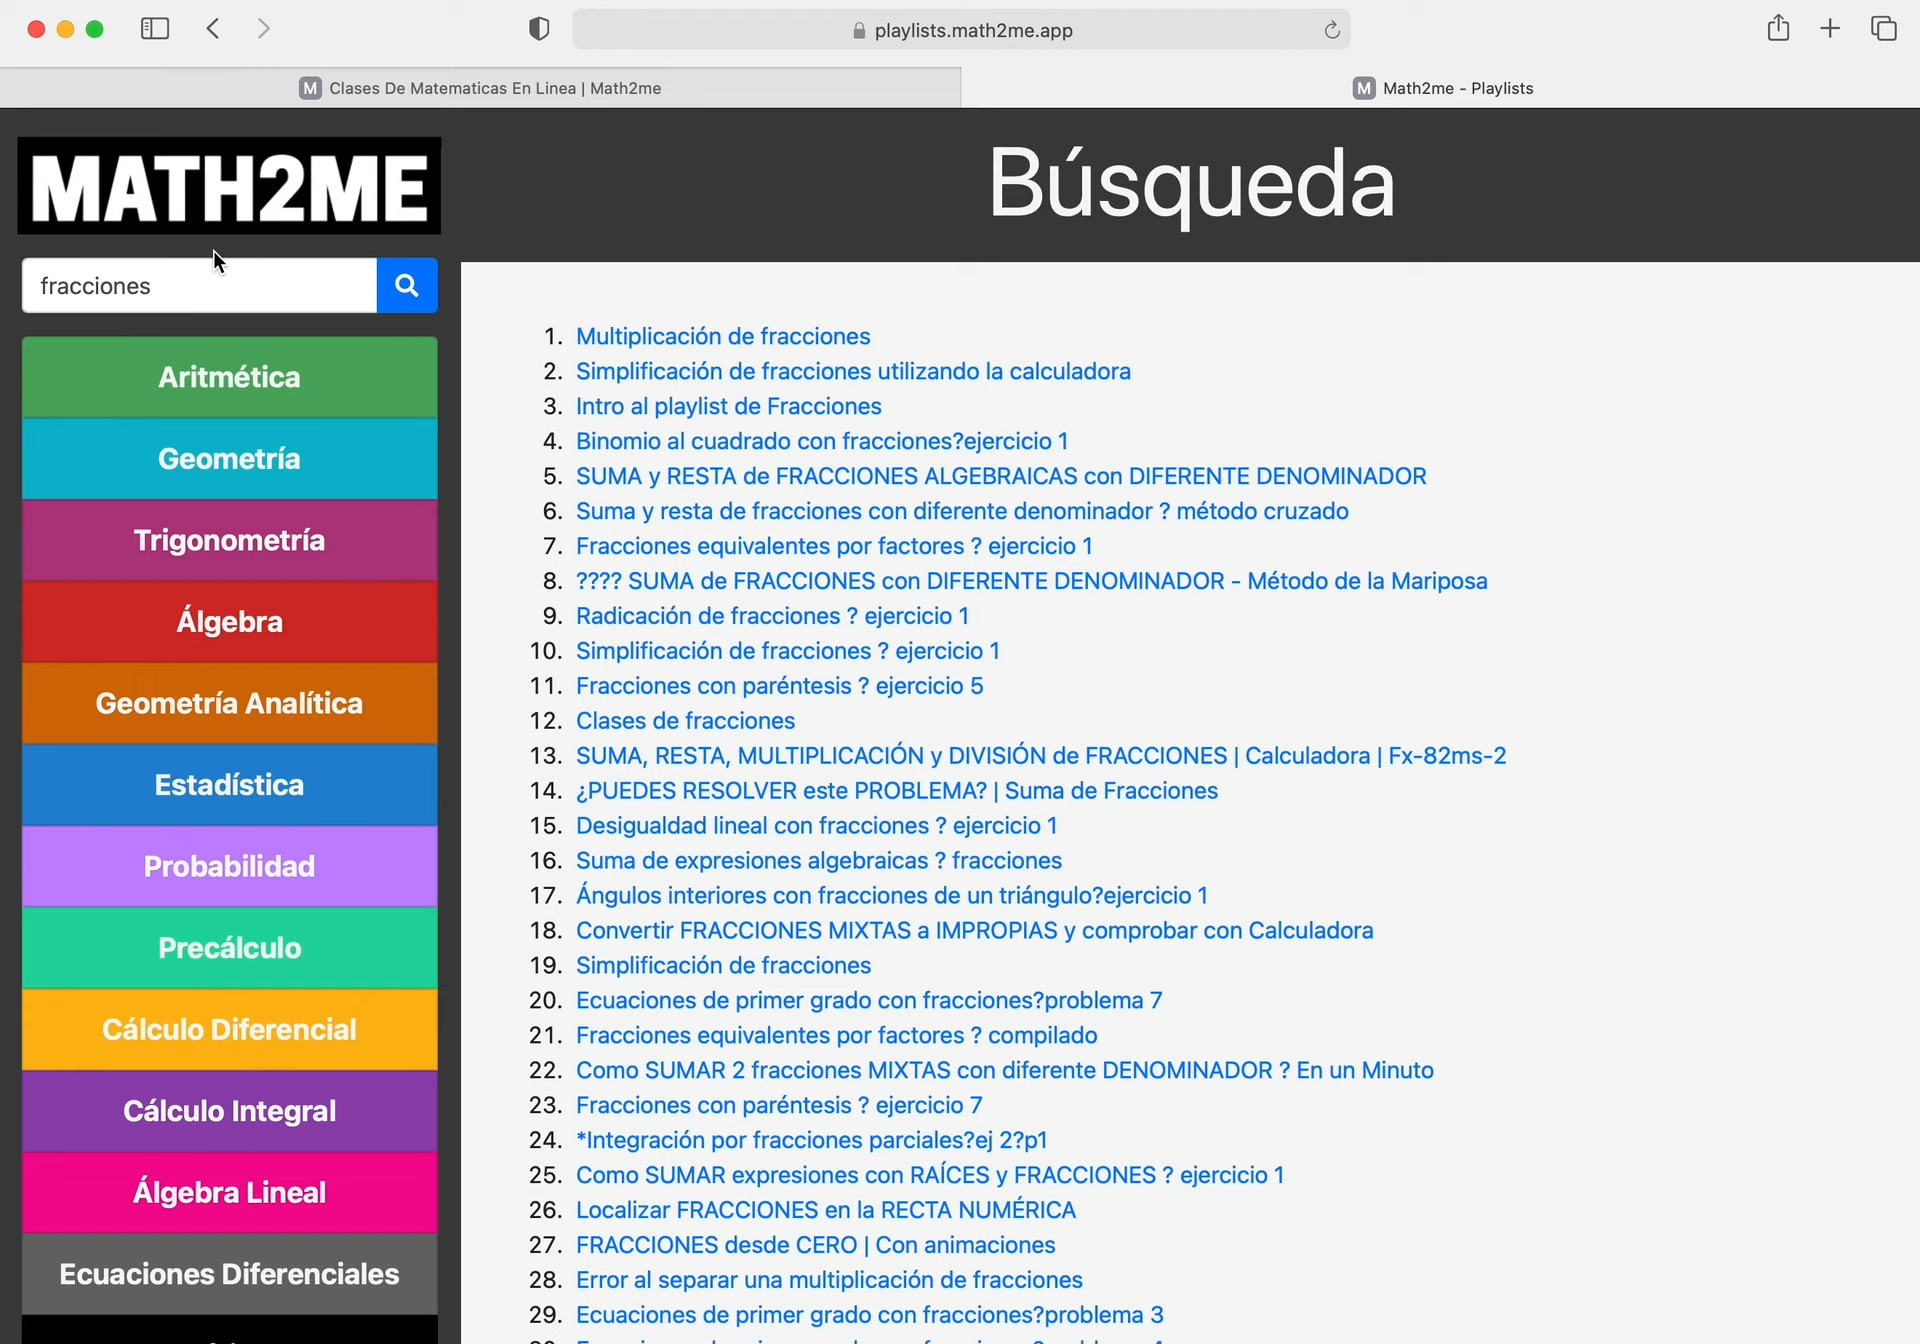 playlists.math2me.app
M Clases De Matematicas En Linea | Math2me
M Math2me - Playlists
MATH2ME
Búsqueda
fracciones
Aritmética
Geometría
Trigonometría
Álgebra
Geometría Analítica
Estadística
Probabilidad
Precálculo
Cálculo Diferencial
Cálculo Integral
Álgebra Lineal
Ecuaciones Diferenciales
1. Multiplicación de fracciones
2. Simplificación de fracciones utilizando la calculadora
3. Intro al playlist de Fracciones
4. Binomio al cuadrado con fracciones?ejercicio 1
5. SUMA y RESTA de FRACCIONES ALGEBRAICAS con DIFERENTE DENOMINADOR
6. Suma y resta de fracciones con diferente denominador ? método cruzado
7. Fracciones equivalentes por factores ? ejercicio 1
8. ???? SUMA de FRACCIONES con DIFERENTE DENOMINADOR - Método de la Mariposa
9. Radicación de fracciones ? ejercicio 1
10. Simplificación de fracciones ? ejercicio 1
11. Fracciones con paréntesis ? ejercicio 5
12. Clases de fracciones
13. SUMA, RESTA, MULTIPLICACIÓN y DIVISIÓN de FRACCIONES | Calculadora | Fx-82ms-2
14. ¿PUEDES RESOLVER este PROBLEMA? | Suma de Fracciones
15. Desigualdad lineal con fracciones ? ejercicio 1
16. Suma de expresiones algebraicas ? fracciones
17. Ángulos interiores con fracciones de un triángulo?ejercicio 1
18. Convertir FRACCIONES MIXTAS a IMPROPIAS y comprobar con Calculadora
19. Simplificación de fracciones
20. Ecuaciones de primer grado con fracciones?problema 7
21. Fracciones equivalentes por factores ? compilado
22. Como SUMAR 2 fracciones MIXTAS con diferente DENOMINADOR ? En un Minuto
23. Fracciones con paréntesis ? ejercicio 7
24. *Integración por fracciones parciales?ej 2?p1
25. Como SUMAR expresiones con RAÍCES y FRACCIONES ? ejercicio 1
26. Localizar FRACCIONES en la RECTA NUMÉRICA
27. FRACCIONES desde CERO | Con animaciones
28. Error al separar una multiplicación de fracciones
29. Ecuaciones de primer grado con fracciones?problema 3